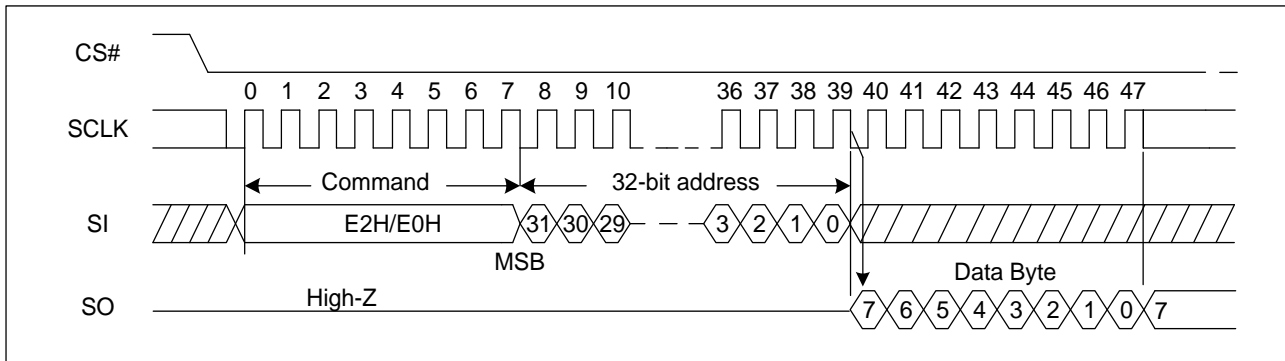 CS#
0 1 2 3 4 5 6 7 8 9 10 36 37 38 39 40 41 42 43 44 45 46 47
SCLK
Command 32-bit address
SI E2H/E0H 31 30 29 3 2 1 0
MSB Data Byte
High-Z
SO 7 6 5 4 3 2 1 0 7